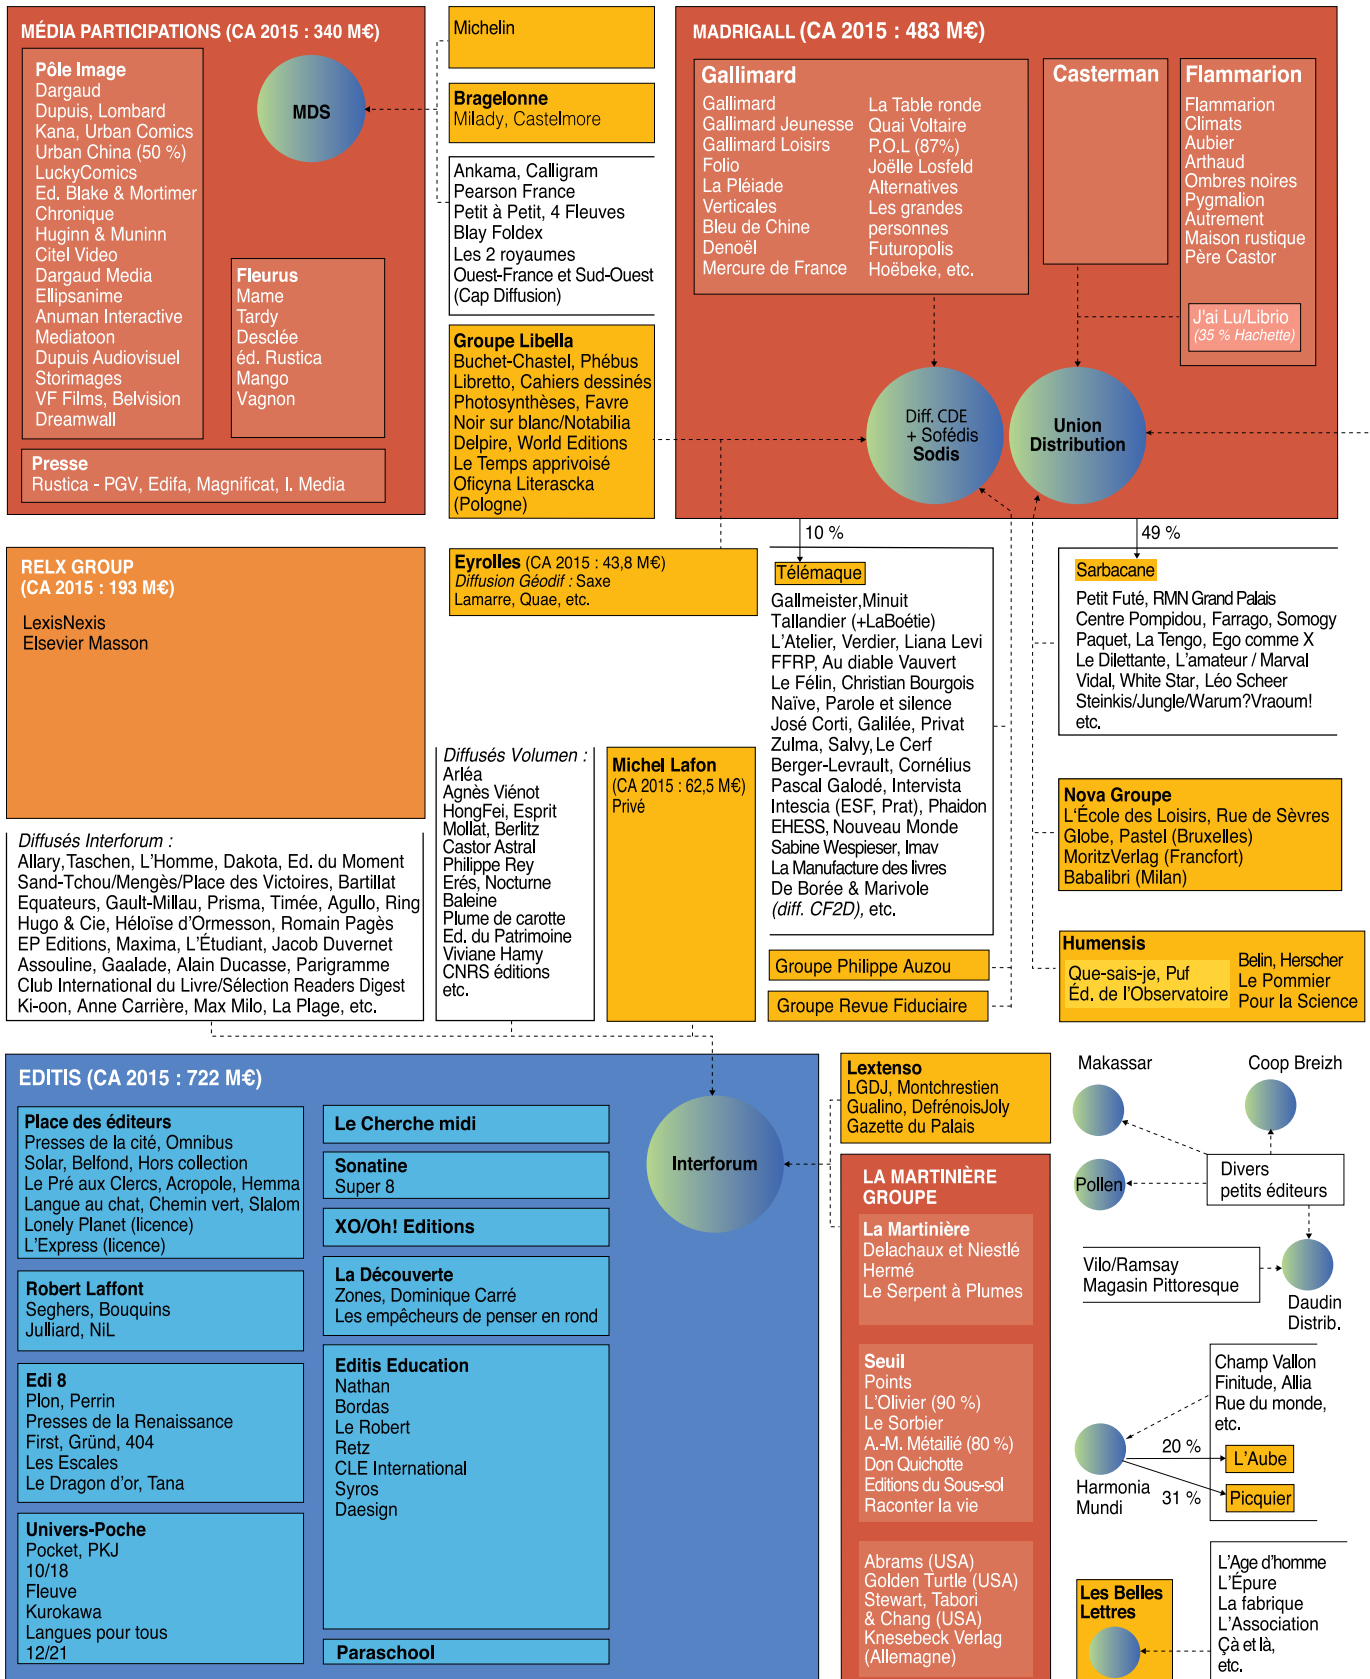 MÉDIA PARTICIPATIONS (CA 2015 : 340 M€)
Pôle Image
Dargaud
Dupuis, Lombard
Kana, Urban Comics
Urban China (50 %)
LuckyComics
Ed. Blake & Mortimer
Chronique
Huginn & Muninn
Citel Video
Dargaud Media
Ellipsanime
Anuman Interactive
Mediatoon
Dupuis Audiovisuel
Storimages
VF Films, Belvision
Dreamwall
MDS
Fleurus
Mame
Tardy
Desclée
éd. Rustica
Mango
Vagnon
Presse
Rustica - PGV, Edifa, Magnificat, I. Media
Michelin
Bragelonne
Milady, Castelmore
Ankama, Calligram
Pearson France
Petit à Petit, 4 Fleuves
Blay Foldex
Les 2 royaumes
Ouest-France et Sud-Ouest
(Cap Diffusion)
Groupe Libella
Buchet-Chastel, Phébus
Libretto, Cahiers dessinés
Photosynthèses, Favre
Noir sur blanc/Notabilia
Delpire, World Editions
Le Temps apprivoisé
Oficyna Literascka
(Pologne)
MADRIGALL (CA 2015 : 483 M€)
Gallimard
Gallimard
Gallimard Jeunesse
Gallimard Loisirs
Folio
La Pléiade
Verticales
Bleu de Chine
Denoël
Mercure de France
La Table ronde
Quai Voltaire
P.O.L (87%)
Joëlle Losfeld
Alternatives
Les grandes
personnes
Futuropolis
Hoëbeke, etc.
Casterman
Flammarion
Flammarion
Climats
Aubier
Arthaud
Ombres noires
Pygmalion
Autrement
Maison rustique
Père Castor
J'ai Lu/Librio
(35 % Hachette)
Diff. CDE
+ Sofédis
Sodis
Union
Distribution
RELX GROUP
(CA 2015 : 193 M€)
LexisNexis
Elsevier Masson
Eyrolles (CA 2015 : 43,8 M€)
Diffusion Géodif : Saxe
Lamarre, Quae, etc.
10 %
Télémaque
Gallmeister,Minuit
Tallandier (+LaBoétie)
L'Atelier, Verdier, Liana Levi
FFRP, Au diable Vauvert
Le Félin, Christian Bourgois
Naïve, Parole et silence
José Corti, Galilée, Privat
Zulma, Salvy, Le Cerf
Berger-Levrault, Cornélius
Pascal Galodé, Intervista
Intescia (ESF, Prat), Phaidon
EHESS, Nouveau Monde
Sabine Wespieser, Imav
La Manufacture des livres
De Borée & Marivole
(diff. CF2D), etc.
49 %
Sarbacane
Petit Futé, RMN Grand Palais
Centre Pompidou, Farrago, Somogy
Paquet, La Tengo, Ego comme X
Le Dilettante, L'amateur / Marval
Vidal, White Star, Léo Scheer
Steinkis/Jungle/Warum?Vraoum!
etc.
Diffusés Volumen :
Arléa
Agnès Viénot
HongFei, Esprit
Mollat, Berlitz
Castor Astral
Philippe Rey
Erés, Nocturne
Baleine
Plume de carotte
Ed. du Patrimoine
Viviane Hamy
CNRS éditions
etc.
Michel Lafon
(CA 2015 : 62,5 M€)
Privé
Nova Groupe
L'École des Loisirs, Rue de Sèvres
Globe, Pastel (Bruxelles)
MoritzVerlag (Francfort)
Babalibri (Milan)
Diffusés Interforum :
Allary,Taschen, L'Homme, Dakota, Ed. du Moment
Sand-Tchou/Mengès/Place des Victoires, Bartillat
Equateurs, Gault-Millau, Prisma, Timée, Agullo, Ring
Hugo & Cie, Héloïse d'Ormesson, Romain Pagès
EP Editions, Maxima, L'Étudiant, Jacob Duvernet
Assouline, Gaalade, Alain Ducasse, Parigramme
Club International du Livre/Sélection Readers Digest
Ki-oon, Anne Carrière, Max Milo, La Plage, etc.
Groupe Philippe Auzou
Groupe Revue Fiduciaire
Humensis
Que-sais-je, Puf
Éd. de l'Observatoire
Belin, Herscher
Le Pommier
Pour la Science
EDITIS (CA 2015 : 722 M€)
Place des éditeurs
Presses de la cité, Omnibus
Solar, Belfond, Hors collection
Le Pré aux Clercs, Acropole, Hemma
Langue au chat, Chemin vert, Slalom
Lonely Planet (licence)
L'Express (licence)
Robert Laffont
Seghers, Bouquins
Julliard, NiL
Edi 8
Plon, Perrin
Presses de la Renaissance
First, Gründ, 404
Les Escales
Le Dragon d'or, Tana
Univers-Poche
Pocket, PKJ
10/18
Fleuve
Kurokawa
Langues pour tous
12/21
Le Cherche midi
Sonatine
Super 8
XO/Oh! Editions
La Découverte
Zones, Dominique Carré
Les empêcheurs de penser en rond
Editis Education
Nathan
Bordas
Le Robert
Retz
CLE International
Syros
Daesign
Paraschool
Interforum
Lextenso
LGDJ, Montchrestien
Gualino, DefrénoisJoly
Gazette du Palais
LA MARTINIÈRE
GROUPE
La Martinière
Delachaux et Niestlé
Hermé
Le Serpent à Plumes
Seuil
Points
L'Olivier (90 %)
Le Sorbier
A.-M. Métailié (80 %)
Don Quichotte
Editions du Sous-sol
Raconter la vie
Abrams (USA)
Golden Turtle (USA)
Stewart, Tabori
& Chang (USA)
Knesebeck Verlag
(Allemagne)
Makassar
Coop Breizh
Pollen
Divers
petits éditeurs
Vilo/Ramsay
Magasin Pittoresque
Daudin
Distrib.
Champ Vallon
Finitude, Allia
Rue du monde,
etc.
20 %
L'Aube
Harmonia
Mundi
31 %
Picquier
Les Belles
Lettres
L'Age d'homme
L'Épure
La fabrique
L'Association
Çà et là,
etc.